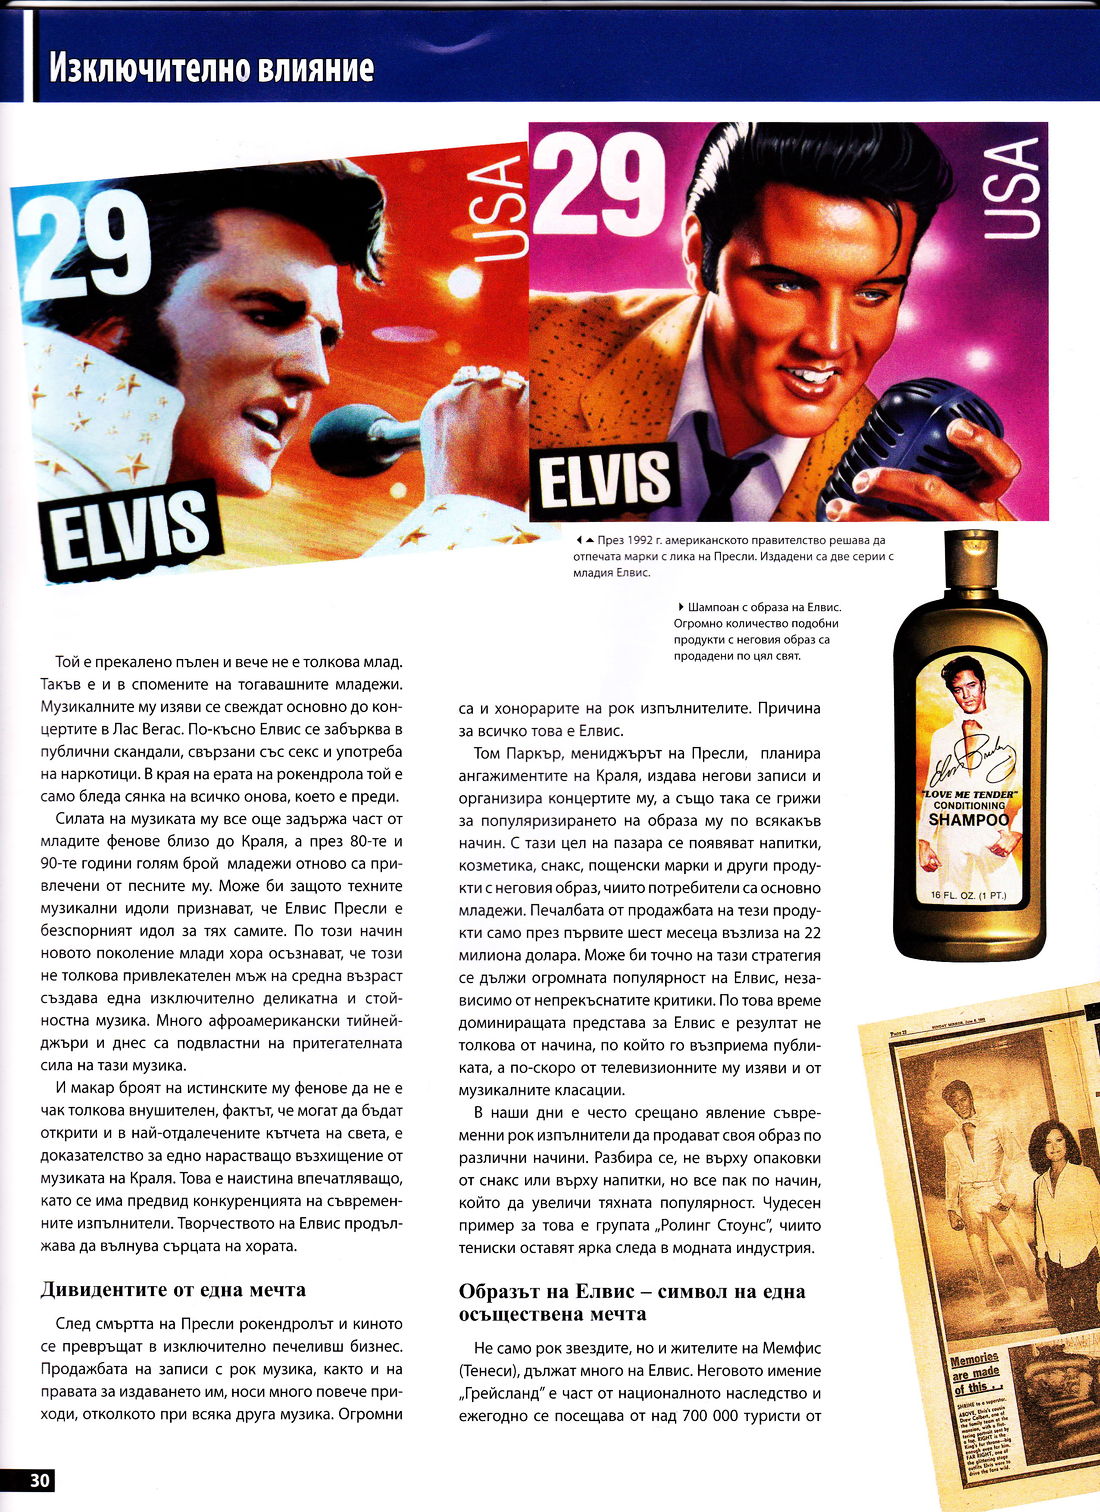 Изключително влияние
29
USA
ELVIS
29
USA
ELVIS
През 1992 г. американското правителство решава да
отпечата марки с лика на Пресли. Издадени са две серии с
младия Елвис.
Шампоан с образа на Елвис.
Огромно количество подобни
продукти с неговия образ са
продадени по цял свят.
Elvis Presley
"LOVE ME TENDER"
CONDITIONING
SHAMPOO
16 FL. OZ. (1 PT.)
Той е прекалено пълен и вече не е толкова млад.
Такъв е и в спомените на тогавашните младежи.
Музикалните му изяви се свеждат основно до кон-
цертите в Лас Вегас. По-късно Елвис се забърква в
публични скандали, свързани със секс и употреба
на наркотици. В края на ерата на рокендрола той е
само бледа сянка на всичко онова, което е преди.
Силата на музиката му все още задържа част от
младите фенове близо до Краля, а през 80-те и
90-те години голям брой младежи отново са при-
влечени от песните му. Може би защото техните
музикални идоли признават, че Елвис Пресли е
безспорният идол за тях самите. По този начин
новото поколение млади хора осъзнават, че този
не толкова привлекателен мъж на средна възраст
създава една изключително деликатна и стой-
ностна музика. Много афроамерикански тийней-
джъри и днес са подвластни на притегателната
сила на тази музика.
И макар броят на истинските му фенове да не е
чак толкова внушителен, фактът, че могат да бъдат
открити и в най-отдалечените кътчета на света, е
доказателство за едно нарастващо възхищение от
музиката на Краля. Това е наистина впечатляващо,
като се има предвид конкуренцията на съвремен-
ните изпълнители. Творчеството на Елвис продъл-
жава да вълнува сърцата на хората.
Дивидентите от една мечта
След смъртта на Пресли рокендролът и киното
се превръщат в изключително печеливш бизнес.
Продажбата на записи с рок музика, както и на
правата за издаването им, носи много повече при-
ходи, отколкото при всяка друга музика. Огромни
са и хонорарите на рок изпълнителите. Причина
за всичко това е Елвис.
Том Паркър, мениджърът на Пресли, планира
ангажиментите на Краля, издава негови записи и
организира концертите му, а също така се грижи
за популяризирането на образа му по всякакъв
начин. С тази цел на пазара се появяват напитки,
козметика, снакс, пощенски марки и други проду-
кти с неговия образ, чиито потребители са основно
младежи. Печалбата от продажбата на тези проду-
кти само през първите шест месеца възлиза на 22
милиона долара. Може би точно на тази стратегия
се дължи огромната популярност на Елвис, неза-
висимо от непрекъснатите критики. По това време
доминиращата представа за Елвис е резултат не
толкова от начина, по който го възприема публи-
ката, а по-скоро от телевизионните му изяви и от
музикалните класации.
В наши дни е често срещано явление съвре-
менни рок изпълнители да продават своя образ по
различни начини. Разбира се, не върху опаковки
от снакс или върху напитки, но все пак по начин,
който да увеличи тяхната популярност. Чудесен
пример за това е групата „Ролинг Стоунс“, чиито
тениски оставят ярка следа в модната индустрия.
Образът на Елвис – символ на една
осъществена мечта
Не само рок звездите, но и жителите на Мемфис
(Тенеси), дължат много на Елвис. Неговото имение
„Грейсланд“ е част от националното наследство и
ежегодно се посещава от над 700 000 туристи от
Memories
are made
of this . .
SHRINE to a superstar.
ABOVE, Elvis's cousin
the family team at the
30